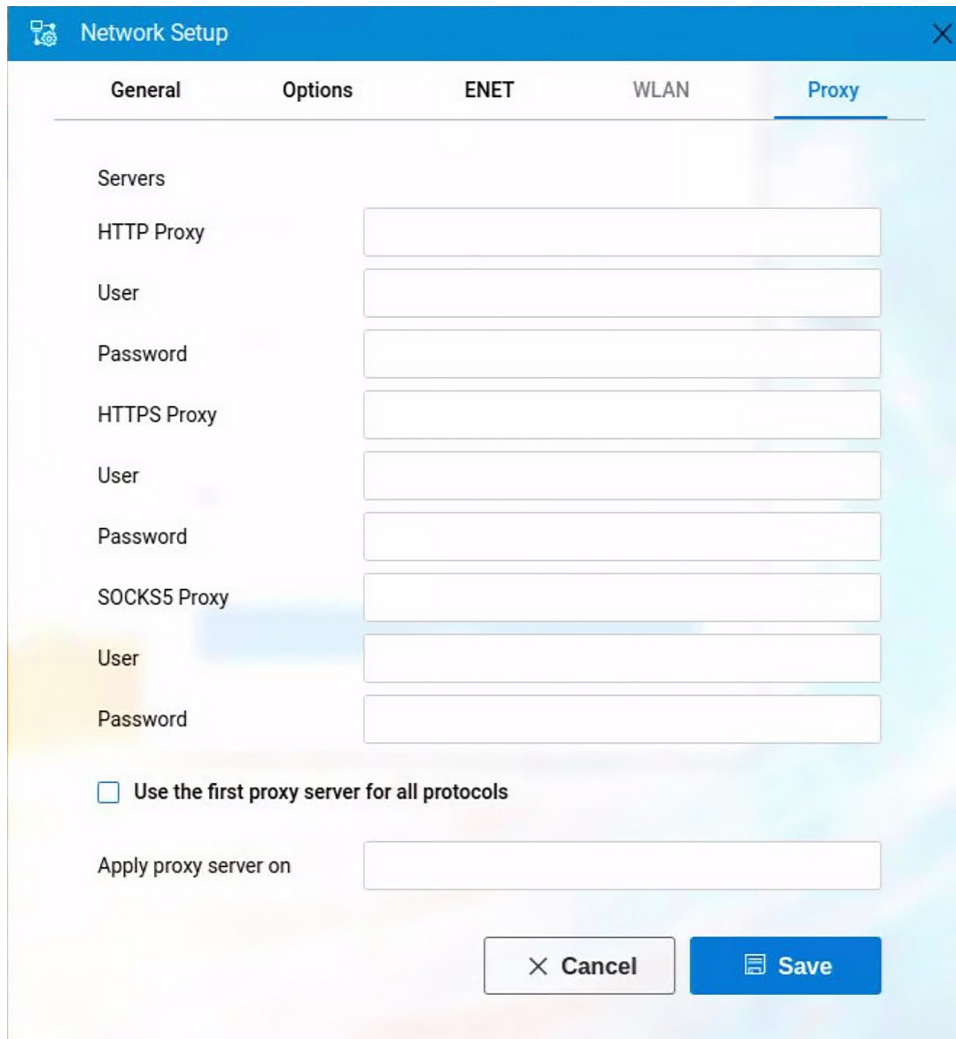 Network Setup
General Options ENET WLAN Proxy
Servers
HTTP Proxy
User
Password
HTTPS Proxy
User
Password
SOCKS5 Proxy
User
Password
Use the first proxy server for all protocols
Apply proxy server on
Cancel Save